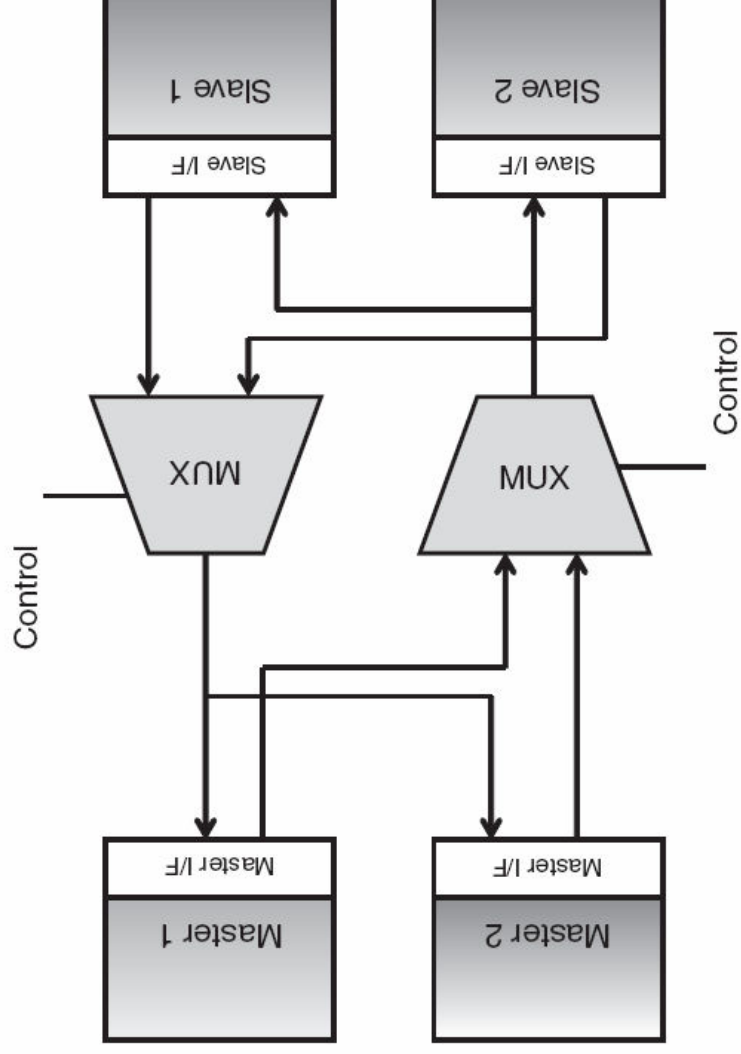 Slave 1
Slave 2
Slave I/F
Slave I/F
Control
MUX
MUX
Control
Master I/F
Master I/F
Master 1
Master 2